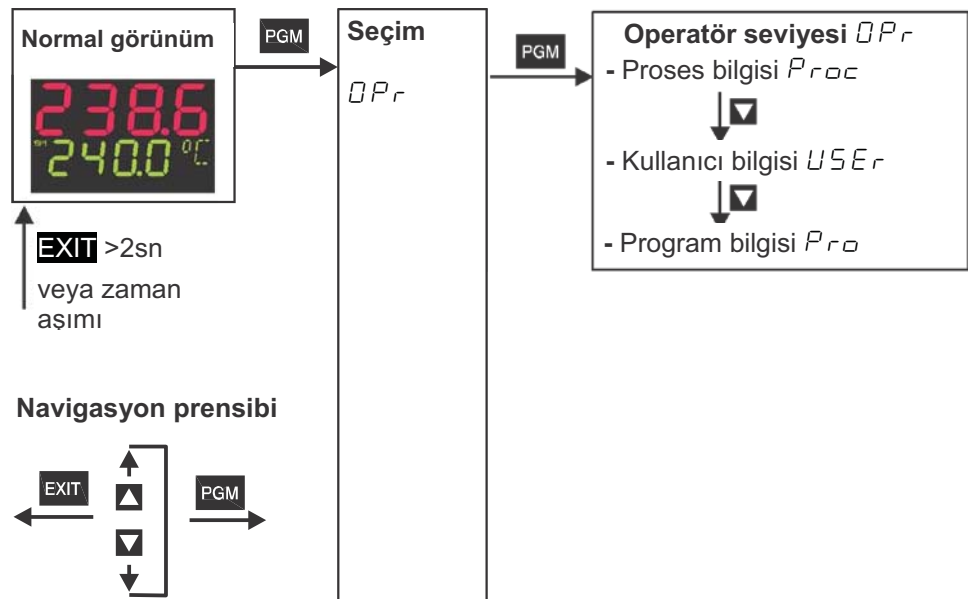 Normal görünüm
238.6
240.0 °C
PGM
Seçim
OPr
PGM
Operatör seviyesi OPr
- Proses bilgisi Proc
- Kullanıcı bilgisi USEr
- Program bilgisi Pro
EXIT >2sn
veya zaman
aşımı
Navigasyon prensibi
EXIT
PGM